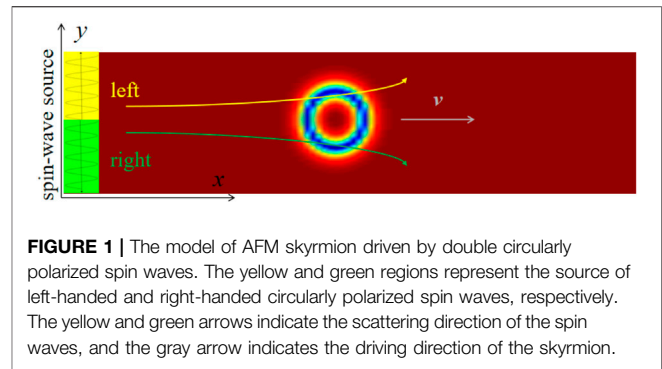 y
spin-wave source
left
v
right
x
FIGURE 1 | The model of AFM skyrmion driven by double circularly
polarized spin waves. The yellow and green regions represent the source of
left-handed and right-handed circularly polarized spin waves, respectively.
The yellow and green arrows indicate the scattering direction of the spin
waves, and the gray arrow indicates the driving direction of the skyrmion.